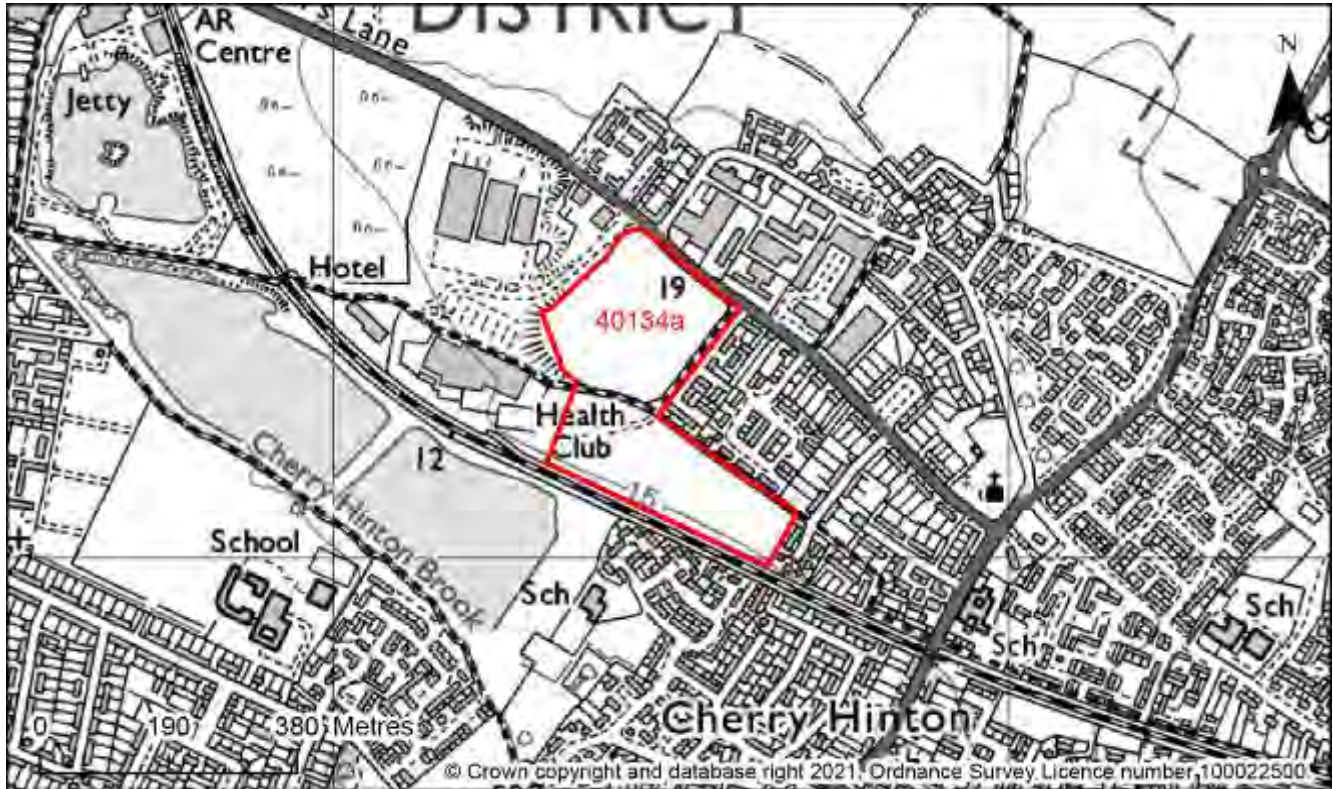 DISTRICT
Lane
AR
Centre
N
Jetty
Hotel
19
40134a
Health
Club
12
15
Cherry Hinton Brook
School
Sch
Sch
Sch
Cherry Hinton
0 190 380 Metres
© Crown copyright and database right 2021. Ordnance Survey Licence number 100022500.